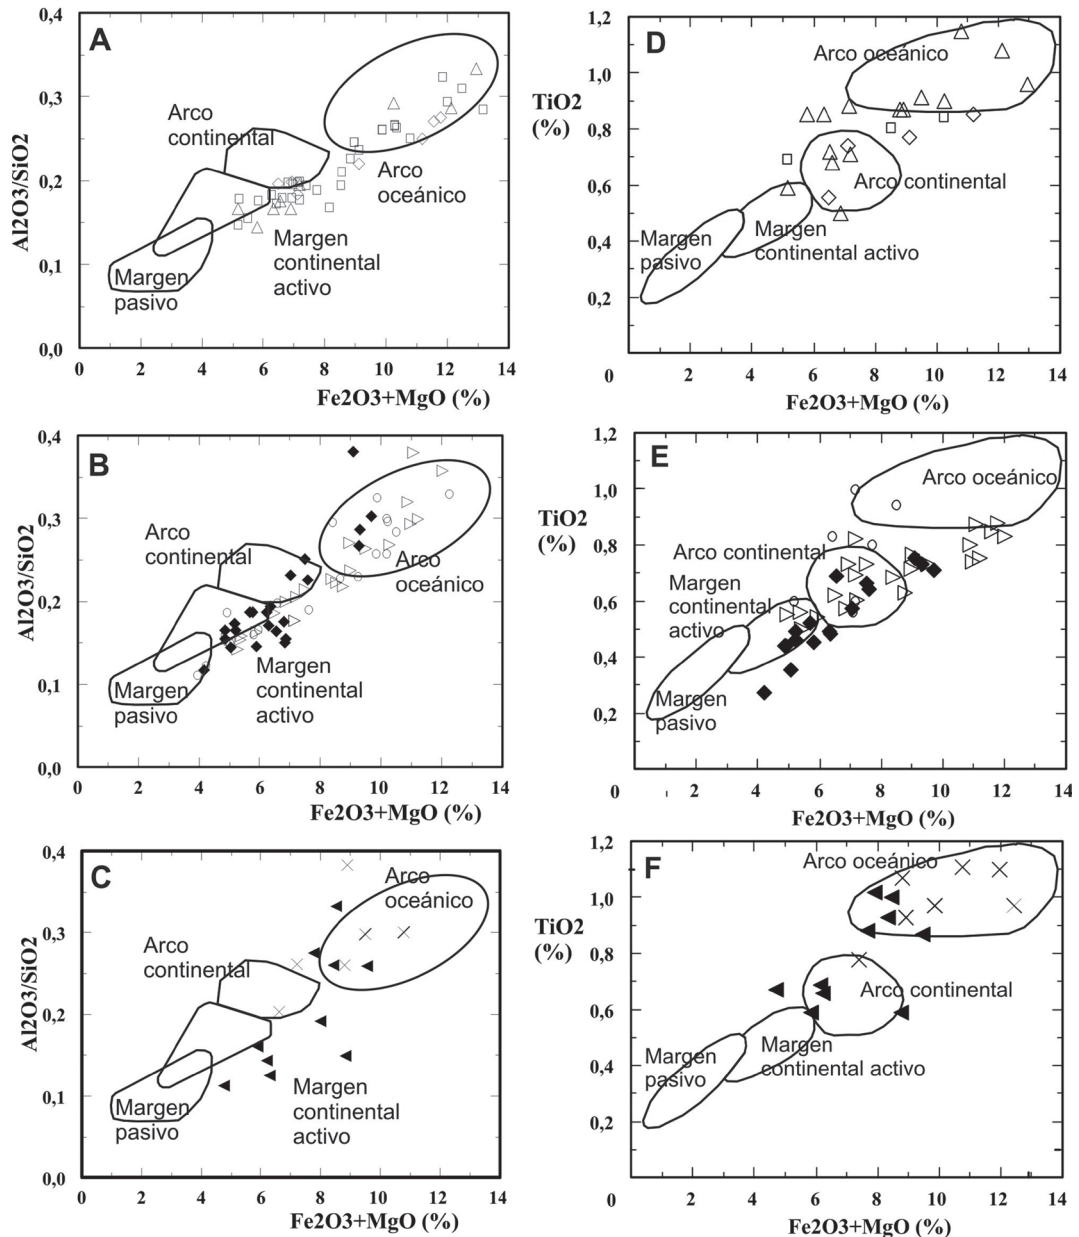 A
0,4
0,3
0,2
0,1
0,0
Al2O3/SiO2
Arco
continental
Arco
oceánico
Margen
continental
activo
Margen
pasivo
0 2 4 6 8 10 12 14
Fe2O3+MgO (%)
D
1,2
1,0
0,8
0,6
0,4
0,2
TiO2
(%)
Arco oceánico
Arco continental
Margen
continental activo
Margen
pasivo
0 2 4 6 8 10 12 14
Fe2O3+MgO (%)
B
0,4
0,3
0,2
0,1
0,0
Al2O3/SiO2
Arco
continental
Arco
oceánico
Margen
continental
activo
Margen
pasivo
0 2 4 6 8 10 12 14
Fe2O3+MgO (%)
E
1,2
1,0
0,8
0,6
0,4
0,2
TiO2
(%)
Arco oceánico
Arco continental
Margen
continental
activo
Margen
pasivo
0 2 4 6 8 10 12 14
Fe2O3+MgO (%)
C
0,4
0,3
0,2
0,1
0,0
Al2O3/SiO2
Arco
oceánico
Arco
continental
Margen
continental
activo
Margen
pasivo
0 2 4 6 8 10 12 14
Fe2O3+MgO (%)
F
1,2
1,0
0,8
0,6
0,4
0,2
TiO2
(%)
Arco oceánico
Arco continental
Margen
continental activo
Margen
pasivo
0 2 4 6 8 10 12 14
Fe2O3+MgO (%)